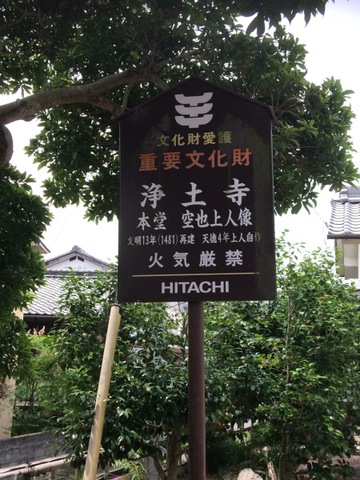 文化財愛護
重要文化財
浄土寺
本堂 空也上人像
文明13年(1481)再建 天徳4年上人自作
火気厳禁
HITACHI